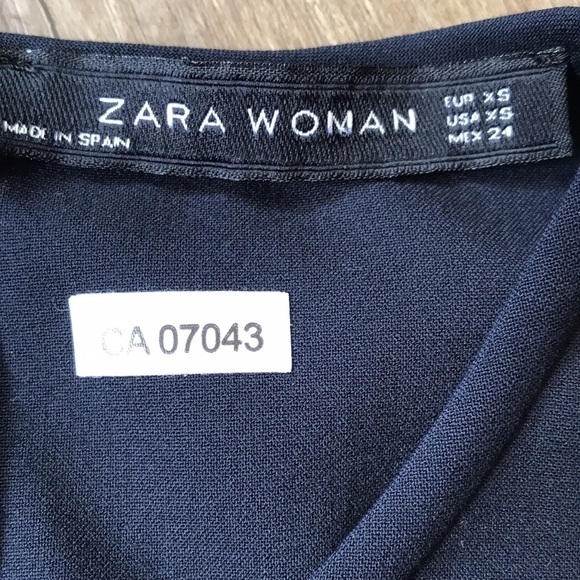 ZARA WOMAN
MADE IN SPAIN
EUR XS
USA XS
MEX 24
CA 07043